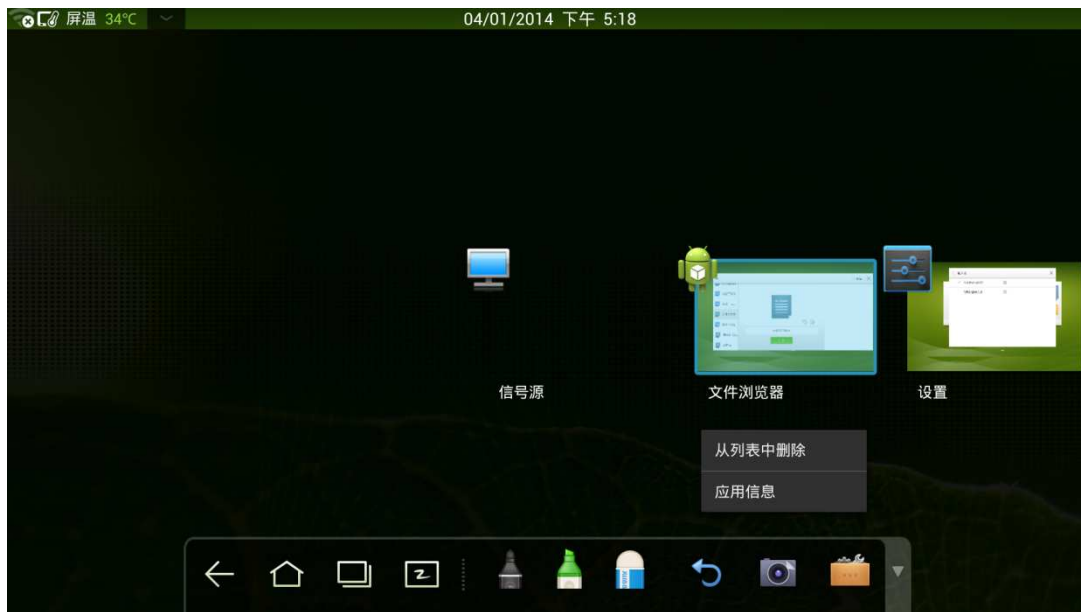 屏温 34℃
04/01/2014 下午 5:18
信号源
文件浏览器
设置
从列表中删除
应用信息